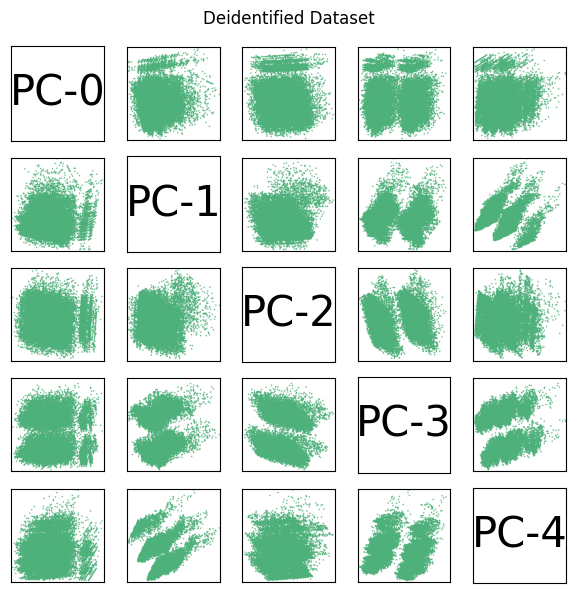 Deidentified Dataset
PC-0
PC-1
PC-2
PC-3
PC-4